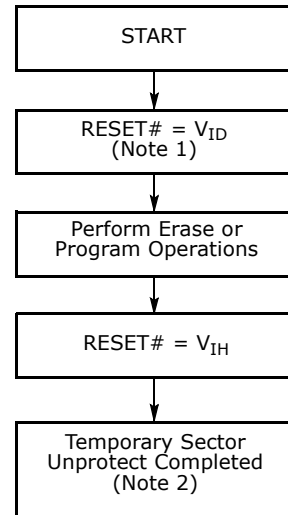 START
RESET# = VID
(Note 1)
Perform Erase or
Program Operations
RESET# = VIH
Temporary Sector
Unprotect Completed
(Note 2)